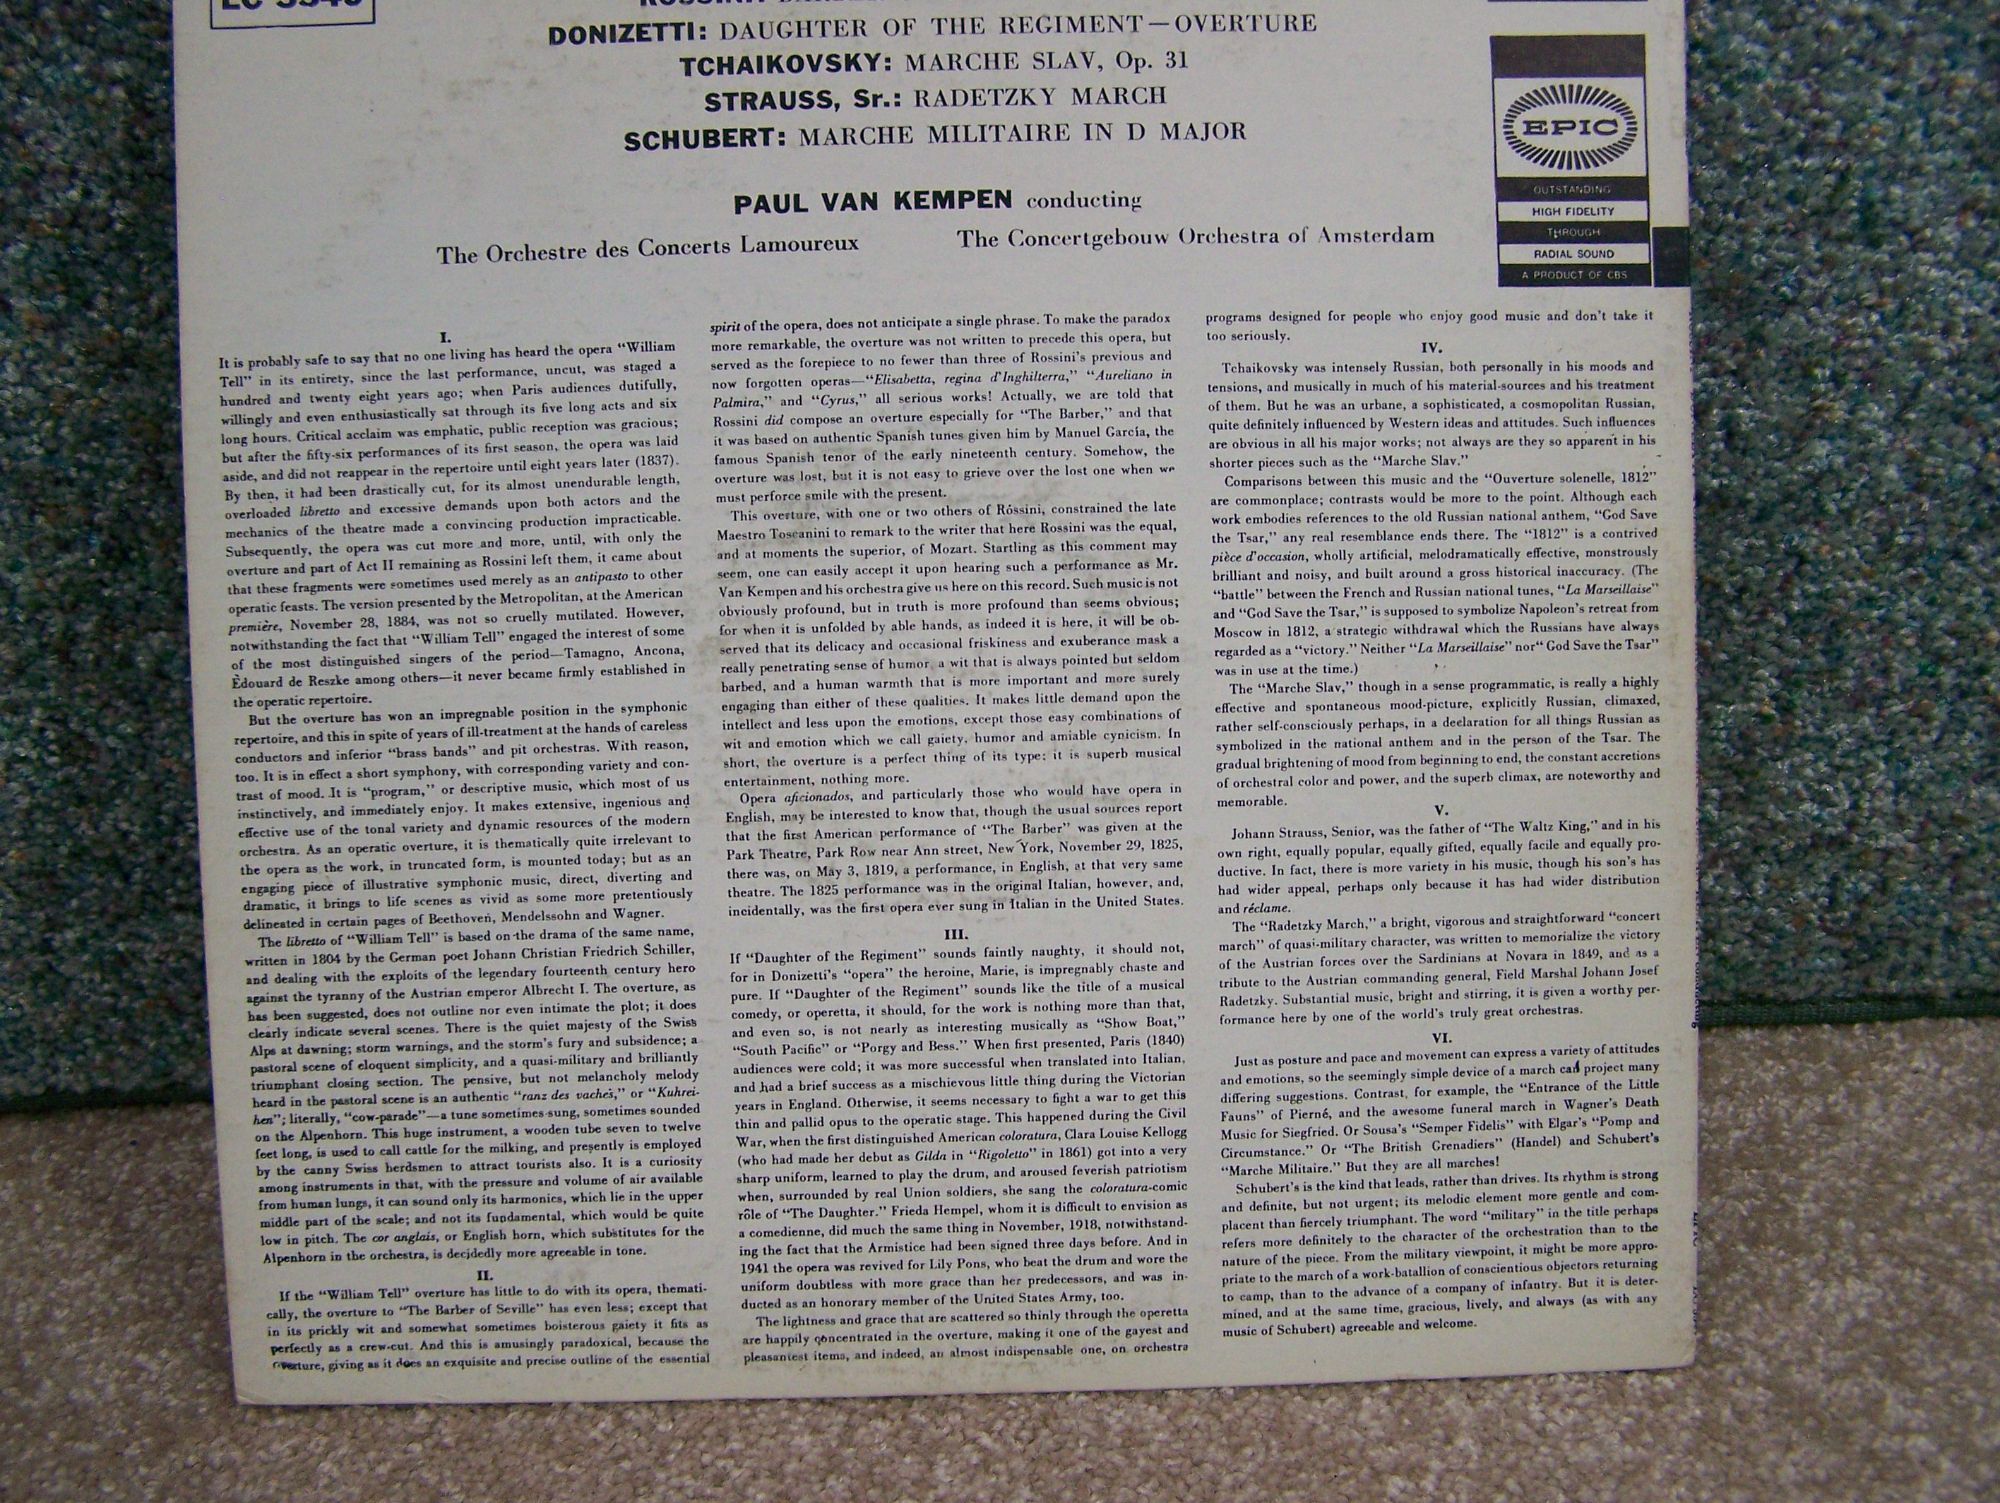 DONIZETTI: DAUGHTER OF THE REGIMENT—OVERTURE
TCHAIKOVSKY: MARCHE SLAV, Op. 31
STRAUSS, Sr.: RADETZKY MARCH
SCHUBERT: MARCHE MILITAIRE IN D MAJOR
PAUL VAN KEMPEN conducting
The Orchestre des Concerts Lamoureux
The Concertgebouw Orchestra of Amsterdam
EPIC
OUTSTANDING
HIGH FIDELITY
THROUGH
RADIAL SOUND
A PRODUCT OF CBS
I.
It is probably safe to say that no one living has heard the opera “William
Tell” in its entirety, since the last performance, uncut, was staged a
hundred and twenty eight years ago; when Paris audiences dutifully,
willingly and even enthusiastically sat through its five long acts and six
long hours. Critical acclaim was emphatic, public reception was gracious;
but after the fifty-six performances of its first season, the opera was laid
aside, and did not reappear in the repertoire until eight years later (1837).
By then, it had been drastically cut, for its almost unendurable length,
overloaded libretto and excessive demands upon both actors and the
mechanics of the theatre made a convincing production impracticable.
Subsequently, the opera was cut more and more, until, with only the
overture and part of Act II remaining as Rossini left them, it came about
that these fragments were sometimes used merely as an antipasto to other
operatic feasts. The version presented by the Metropolitan, at the American
première, November 28, 1884, was not so cruelly mutilated. However,
notwithstanding the fact that “William Tell” engaged the interest of some
of the most distinguished singers of the period—Tamagno, Ancona,
Èdouard de Reszke among others—it never became firmly established in
the operatic repertoire.
But the overture has won an impregnable position in the symphonic
repertoire, and this in spite of years of ill-treatment at the hands of careless
conductors and inferior “brass bands” and pit orchestras. With reason,
too. It is in effect a short symphony, with corresponding variety and con-
trast of mood. It is “program,” or descriptive music, which most of us
instinctively, and immediately enjoy. It makes extensive, ingenious and
effective use of the tonal variety and dynamic resources of the modern
orchestra. As an operatic overture, it is thematically quite irrelevant to
the opera as the work, in truncated form, is mounted today; but as an
engaging piece of illustrative symphonic music, direct, diverting and
dramatic, it brings to life scenes as vivid as some more pretentiously
delineated in certain pages of Beethoven, Mendelssohn and Wagner.
The libretto of “William Tell” is based on the drama of the same name,
written in 1804 by the German poet Johann Christian Friedrich Schiller,
and dealing with the exploits of the legendary fourteenth century hero
against the tyranny of the Austrian emperor Albrecht I. The overture, as
has been suggested, does not outline nor even intimate the plot; it does
clearly indicate several scenes. There is the quiet majesty of the Swiss
Alps at dawning; storm warnings, and the storm's fury and subsidence; a
pastoral scene of eloquent simplicity, and a quasi-military and brilliantly
triumphant closing section. The pensive, but not melancholy melody
heard in the pastoral scene is an authentic “ranz des vaches,” or “Kuhrei-
hen”; literally, “cow-parade”—a tune sometimes sung, sometimes sounded
on the Alpenhorn. This huge instrument, a wooden tube seven to twelve
feet long, is used to call cattle for the milking, and presently is employed
by the canny Swiss herdsmen to attract tourists also. It is a curiosity
among instruments in that, with the pressure and volume of air available
from human lungs, it can sound only its harmonics, which lie in the upper
middle part of the scale; and not its fundamental, which would be quite
low in pitch. The cor anglais, or English horn, which substitutes for the
Alpenhorn in the orchestra, is decidedly more agreeable in tone.
II.
If the “William Tell” overture has little to do with its opera, themati-
cally, the overture to “The Barber of Seville” has even less; except that
in its prickly wit and somewhat sometimes boisterous gaiety it fits as
perfectly as a crew-cut. And this is amusingly paradoxical, because the
overture, giving as it does an exquisite and precise outline of the essential
spirit of the opera, does not anticipate a single phrase. To make the paradox
more remarkable, the overture was not written to precede this opera, but
served as the forepiece to no fewer than three of Rossini's previous and
now forgotten operas—“Elisabetta, regina d'Inghilterra,” “Aureliano in
Palmira,” and “Cyrus,” all serious works! Actually, we are told that
Rossini did compose an overture especially for “The Barber,” and that
it was based on authentic Spanish tunes given him by Manuel García, the
famous Spanish tenor of the early nineteenth century. Somehow, the
overture was lost, but it is not easy to grieve over the lost one when we
must perforce smile with the present.
This overture, with one or two others of Rossini, constrained the late
Maestro Toscanini to remark to the writer that here Rossini was the equal,
and at moments the superior, of Mozart. Startling as this comment may
seem, one can easily accept it upon hearing such a performance as Mr.
Van Kempen and his orchestra give us here on this record. Such music is not
obviously profound, but in truth is more profound than seems obvious;
for when it is unfolded by able hands, as indeed it is here, it will be ob-
served that its delicacy and occasional friskiness and exuberance mask a
really penetrating sense of humor, a wit that is always pointed but seldom
barbed, and a human warmth that is more important and more surely
engaging than either of these qualities. It makes little demand upon the
intellect and less upon the emotions, except those easy combinations of
wit and emotion which we call gaiety, humor and amiable cynicism. In
short, the overture is a perfect thing of its type: it is superb musical
entertainment, nothing more.
Opera aficionados, and particularly those who would have opera in
English, may be interested to know that, though the usual sources report
that the first American performance of “The Barber” was given at the
Park Theatre, Park Row near Ann street, New York, November 29, 1825,
there was, on May 3, 1819, a performance, in English, at that very same
theatre. The 1825 performance was in the original Italian, however, and,
incidentally, was the first opera ever sung in Italian in the United States.
III.
If “Daughter of the Regiment” sounds faintly naughty, it should not,
for in Donizetti's “opera” the heroine, Marie, is impregnably chaste and
pure. If “Daughter of the Regiment” sounds like the title of a musical
comedy, or operetta, it should, for the work is nothing more than that,
and even so, is not nearly as interesting musically as “Show Boat,”
“South Pacific” or “Porgy and Bess.” When first presented, Paris (1840)
audiences were cold; it was more successful when translated into Italian,
and had a brief success as a mischievous little thing during the Victorian
years in England. Otherwise, it seems necessary to fight a war to get this
thin and pallid opus to the operatic stage. This happened during the Civil
War, when the first distinguished American coloratura, Clara Louise Kellogg
(who had made her debut as Gilda in “Rigoletto” in 1861) got into a very
sharp uniform, learned to play the drum, and aroused feverish patriotism
when, surrounded by real Union soldiers, she sang the coloratura-comic
rôle of “The Daughter.” Frieda Hempel, whom it is difficult to envision as
a comedienne, did much the same thing in November, 1918, notwithstand-
ing the fact that the Armistice had been signed three days before. And in
1941 the opera was revived for Lily Pons, who beat the drum and wore the
uniform doubtless with more grace than her predecessors, and was in-
ducted as an honorary member of the United States Army, too.
The lightness and grace that are scattered so thinly through the operetta
are happily concentrated in the overture, making it one of the gayest and
pleasantest items, and indeed, an almost indispensable one, on orchestra
programs designed for people who enjoy good music and don't take it
too seriously.
IV.
Tchaikovsky was intensely Russian, both personally in his moods and
tensions, and musically in much of his material-sources and his treatment
of them. But he was an urbane, a sophisticated, a cosmopolitan Russian,
quite definitely influenced by Western ideas and attitudes. Such influences
are obvious in all his major works; not always are they so apparent in his
shorter pieces such as the “Marche Slav.”
Comparisons between this music and the “Ouverture solenelle, 1812”
are commonplace; contrasts would be more to the point. Although each
work embodies references to the old Russian national anthem, “God Save
the Tsar,” any real resemblance ends there. The “1812” is a contrived
pièce d'occasion, wholly artificial, melodramatically effective, monstrously
brilliant and noisy, and built around a gross historical inaccuracy. (The
“battle” between the French and Russian national tunes, “La Marseillaise”
and “God Save the Tsar,” is supposed to symbolize Napoleon's retreat from
Moscow in 1812, a strategic withdrawal which the Russians have always
regarded as a “victory.” Neither “La Marseillaise” nor“ God Save the Tsar”
was in use at the time.)
The “Marche Slav,” though in a sense programmatic, is really a highly
effective and spontaneous mood-picture, explicitly Russian, climaxed,
rather self-consciously perhaps, in a declaration for all things Russian as
symbolized in the national anthem and in the person of the Tsar. The
gradual brightening of mood from beginning to end, the constant accretions
of orchestral color and power, and the superb climax, are noteworthy and
memorable.
V.
Johann Strauss, Senior, was the father of “The Waltz King,” and in his
own right, equally popular, equally gifted, equally facile and equally pro-
ductive. In fact, there is more variety in his music, though his son's has
had wider appeal, perhaps only because it has had wider distribution
and réclame.
The “Radetzky March,” a bright, vigorous and straightforward “concert
march” of quasi-military character, was written to memorialize the victory
of the Austrian forces over the Sardinians at Novara in 1849, and as a
tribute to the Austrian commanding general, Field Marshal Johann Josef
Radetzky. Substantial music, bright and stirring, it is given a worthy per-
formance here by one of the world's truly great orchestras.
VI.
Just as posture and pace and movement can express a variety of attitudes
and emotions, so the seemingly simple device of a march can project many
differing suggestions. Contrast, for example, the “Entrance of the Little
Fauns” of Pierné, and the awesome funeral march in Wagner's Death
Music for Siegfried. Or Sousa's “Semper Fidelis” with Elgar's “Pomp and
Circumstance.” Or “The British Grenadiers” (Handel) and Schubert's
“Marche Militaire.” But they are all marches!
Schubert's is the kind that leads, rather than drives. Its rhythm is strong
and definite, but not urgent; its melodic element more gentle and com-
placent than fiercely triumphant. The word “military” in the title perhaps
refers more definitely to the character of the orchestration than to the
nature of the piece. From the military viewpoint, it might be more appro-
priate to the march of a work-batallion of conscientious objectors returning
to camp, than to the advance of a company of infantry. But it is deter-
mined, and at the same time, gracious, lively, and always (as with any
music of Schubert) agreeable and welcome.